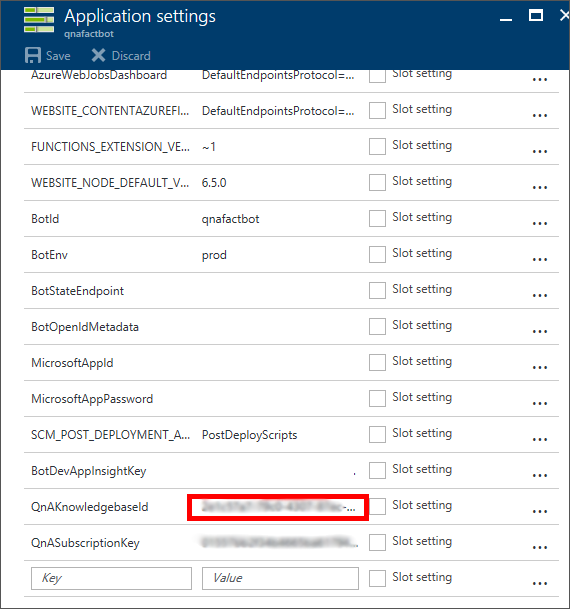 Application settings
qnafactbot
Save Discard
AzureWebJobsDashboard DefaultEndpointsProtocol=... Slot setting ...
WEBSITE_CONTENTAZUREFI... DefaultEndpointsProtocol=... Slot setting ...
FUNCTIONS_EXTENSION_VE... ~1 Slot setting ...
WEBSITE_NODE_DEFAULT_V... 6.5.0 Slot setting ...
BotId qnafactbot Slot setting ...
BotEnv prod Slot setting ...
BotStateEndpoint Slot setting ...
BotOpenIdMetadata Slot setting ...
MicrosoftAppId Slot setting ...
MicrosoftAppPassword Slot setting ...
SCM_POST_DEPLOYMENT_A... PostDeployScripts Slot setting ...
BotDevAppInsightKey . Slot setting ...
QnAKnowledgebaseId Slot setting ...
QnASubscriptionKey Slot setting ...
Key Value Slot setting ...